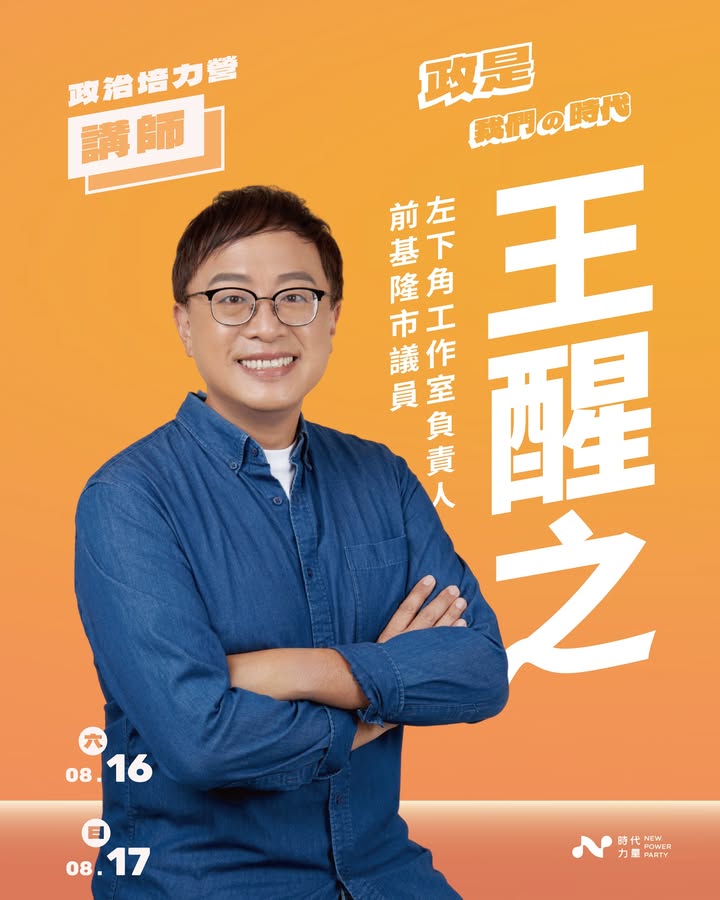 政治培力營
講師
政是
我們の時代
王醒之
左下角工作室負責人
前基隆市議員
六
08.16
日
08.17
時代力量
NEW POWER PARTY